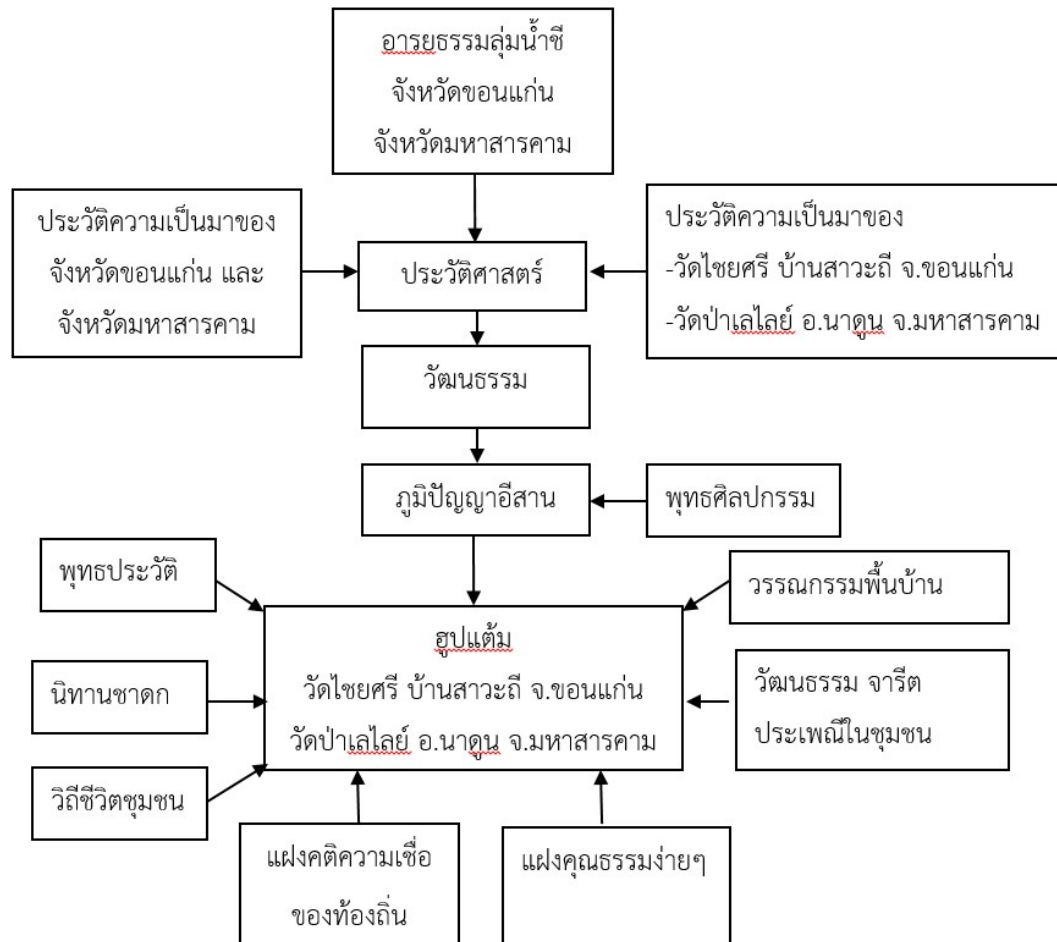 อารยธรรมลุ่มน้ำชี
จังหวัดขอนแก่น
จังหวัดมหาสารคาม
ประวัติความเป็นมาของ
จังหวัดขอนแก่น และ
จังหวัดมหาสารคาม
ประวัติศาสตร์
ประวัติความเป็นมาของ
-วัดไชยศรี บ้านสาวะถี จ.ขอนแก่น
-วัดป่าเลไลย์ อ.นาดูน จ.มหาสารคาม
วัฒนธรรม
ภูมิปัญญาอีสาน
พุทธศิลปกรรม
พุทธประวัติ
วรรณกรรมพื้นบ้าน
ฮูปแต้ม
วัดไชยศรี บ้านสาวะถี จ.ขอนแก่น
วัดป่าเลไลย์ อ.นาดูน จ.มหาสารคาม
นิทานชาดก
วัฒนธรรม จารีต
ประเพณีในชุมชน
วิถีชีวิตชุมชน
แฝงคติความเชื่อ
ของท้องถิ่น
แฝงคุณธรรมง่ายๆ